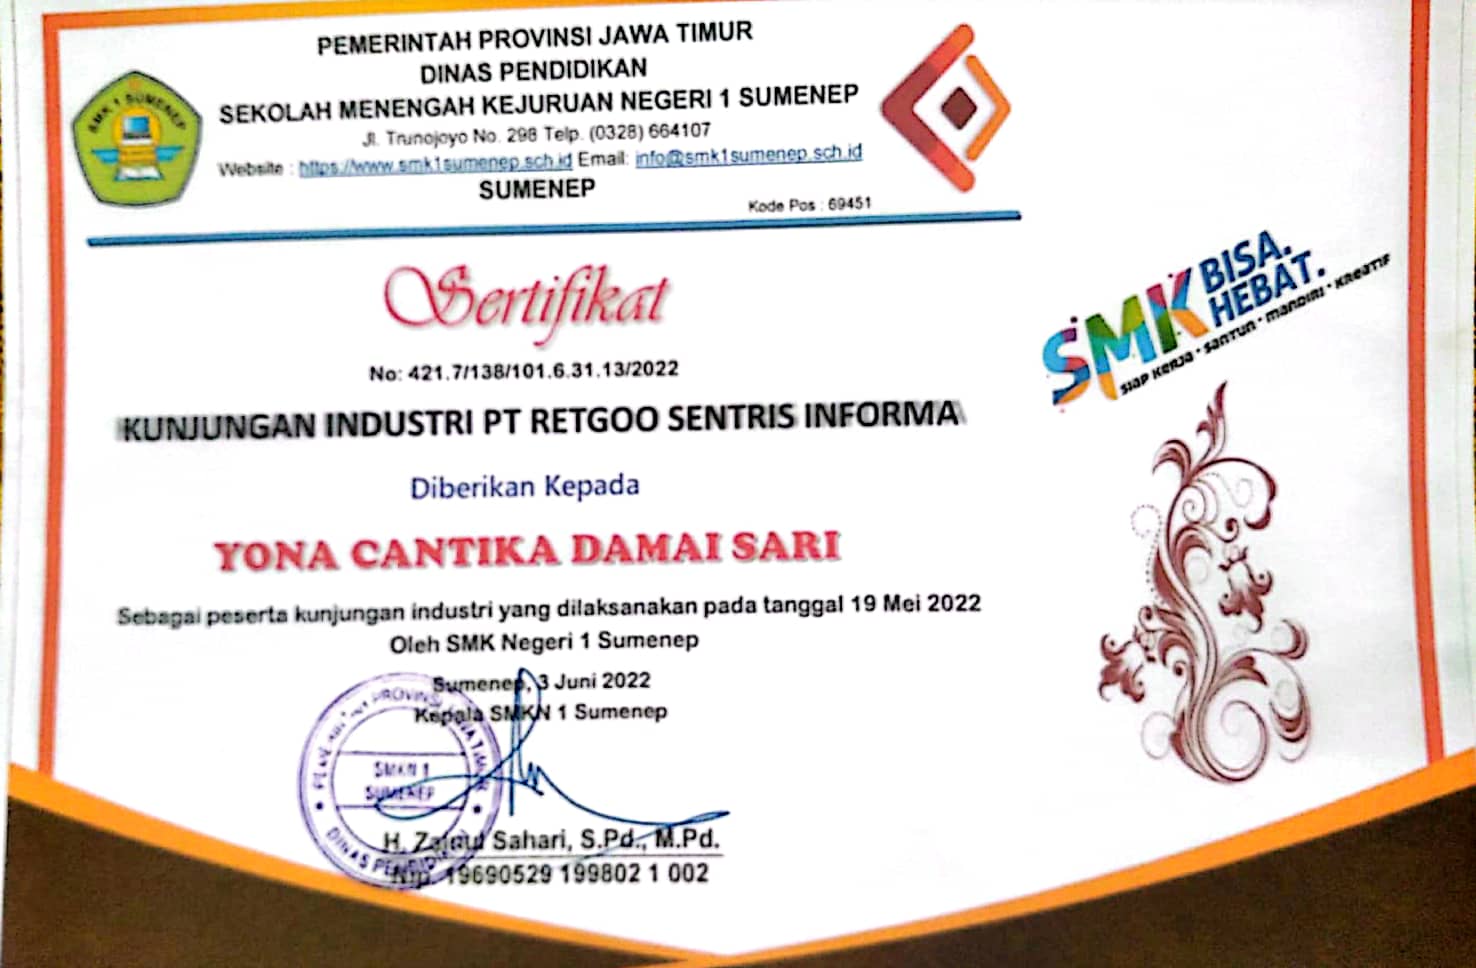 PEMERINTAH PROVINSI JAWA TIMUR
DINAS PENDIDIKAN
SEKOLAH MENENGAH KEJURUAN NEGERI 1 SUMENEP
Jl. Trunojoyo No. 298 Telp. (0328) 664107
Website : https://www.smk1sumenep.sch.id Email: info@smk1sumenep.sch.id
SUMENEP
Kode Pos : 69451
SMK 1 SUMENEP
SMK BISA. HEBAT.
SIAP KERJA • SANTUN • MANDIRI • KREATIF
Sertifikat
No: 421.7/138/101.6.31.13/2022
KUNJUNGAN INDUSTRI PT RETGOO SENTRIS INFORMA
Diberikan Kepada
YONA CANTIKA DAMAI SARI
Sebagai peserta kunjungan industri yang dilaksanakan pada tanggal 19 Mei 2022
Oleh SMK Negeri 1 Sumenep
Sumenep, 3 Juni 2022
Kepala SMKN 1 Sumenep
PROVINSI JAWA TIMUR
SMKN 1
SUMENEP
DINAS PENDIDIKAN
H. Zainul Sahari, S.Pd., M.Pd.
Nip. 19690529 199802 1 002